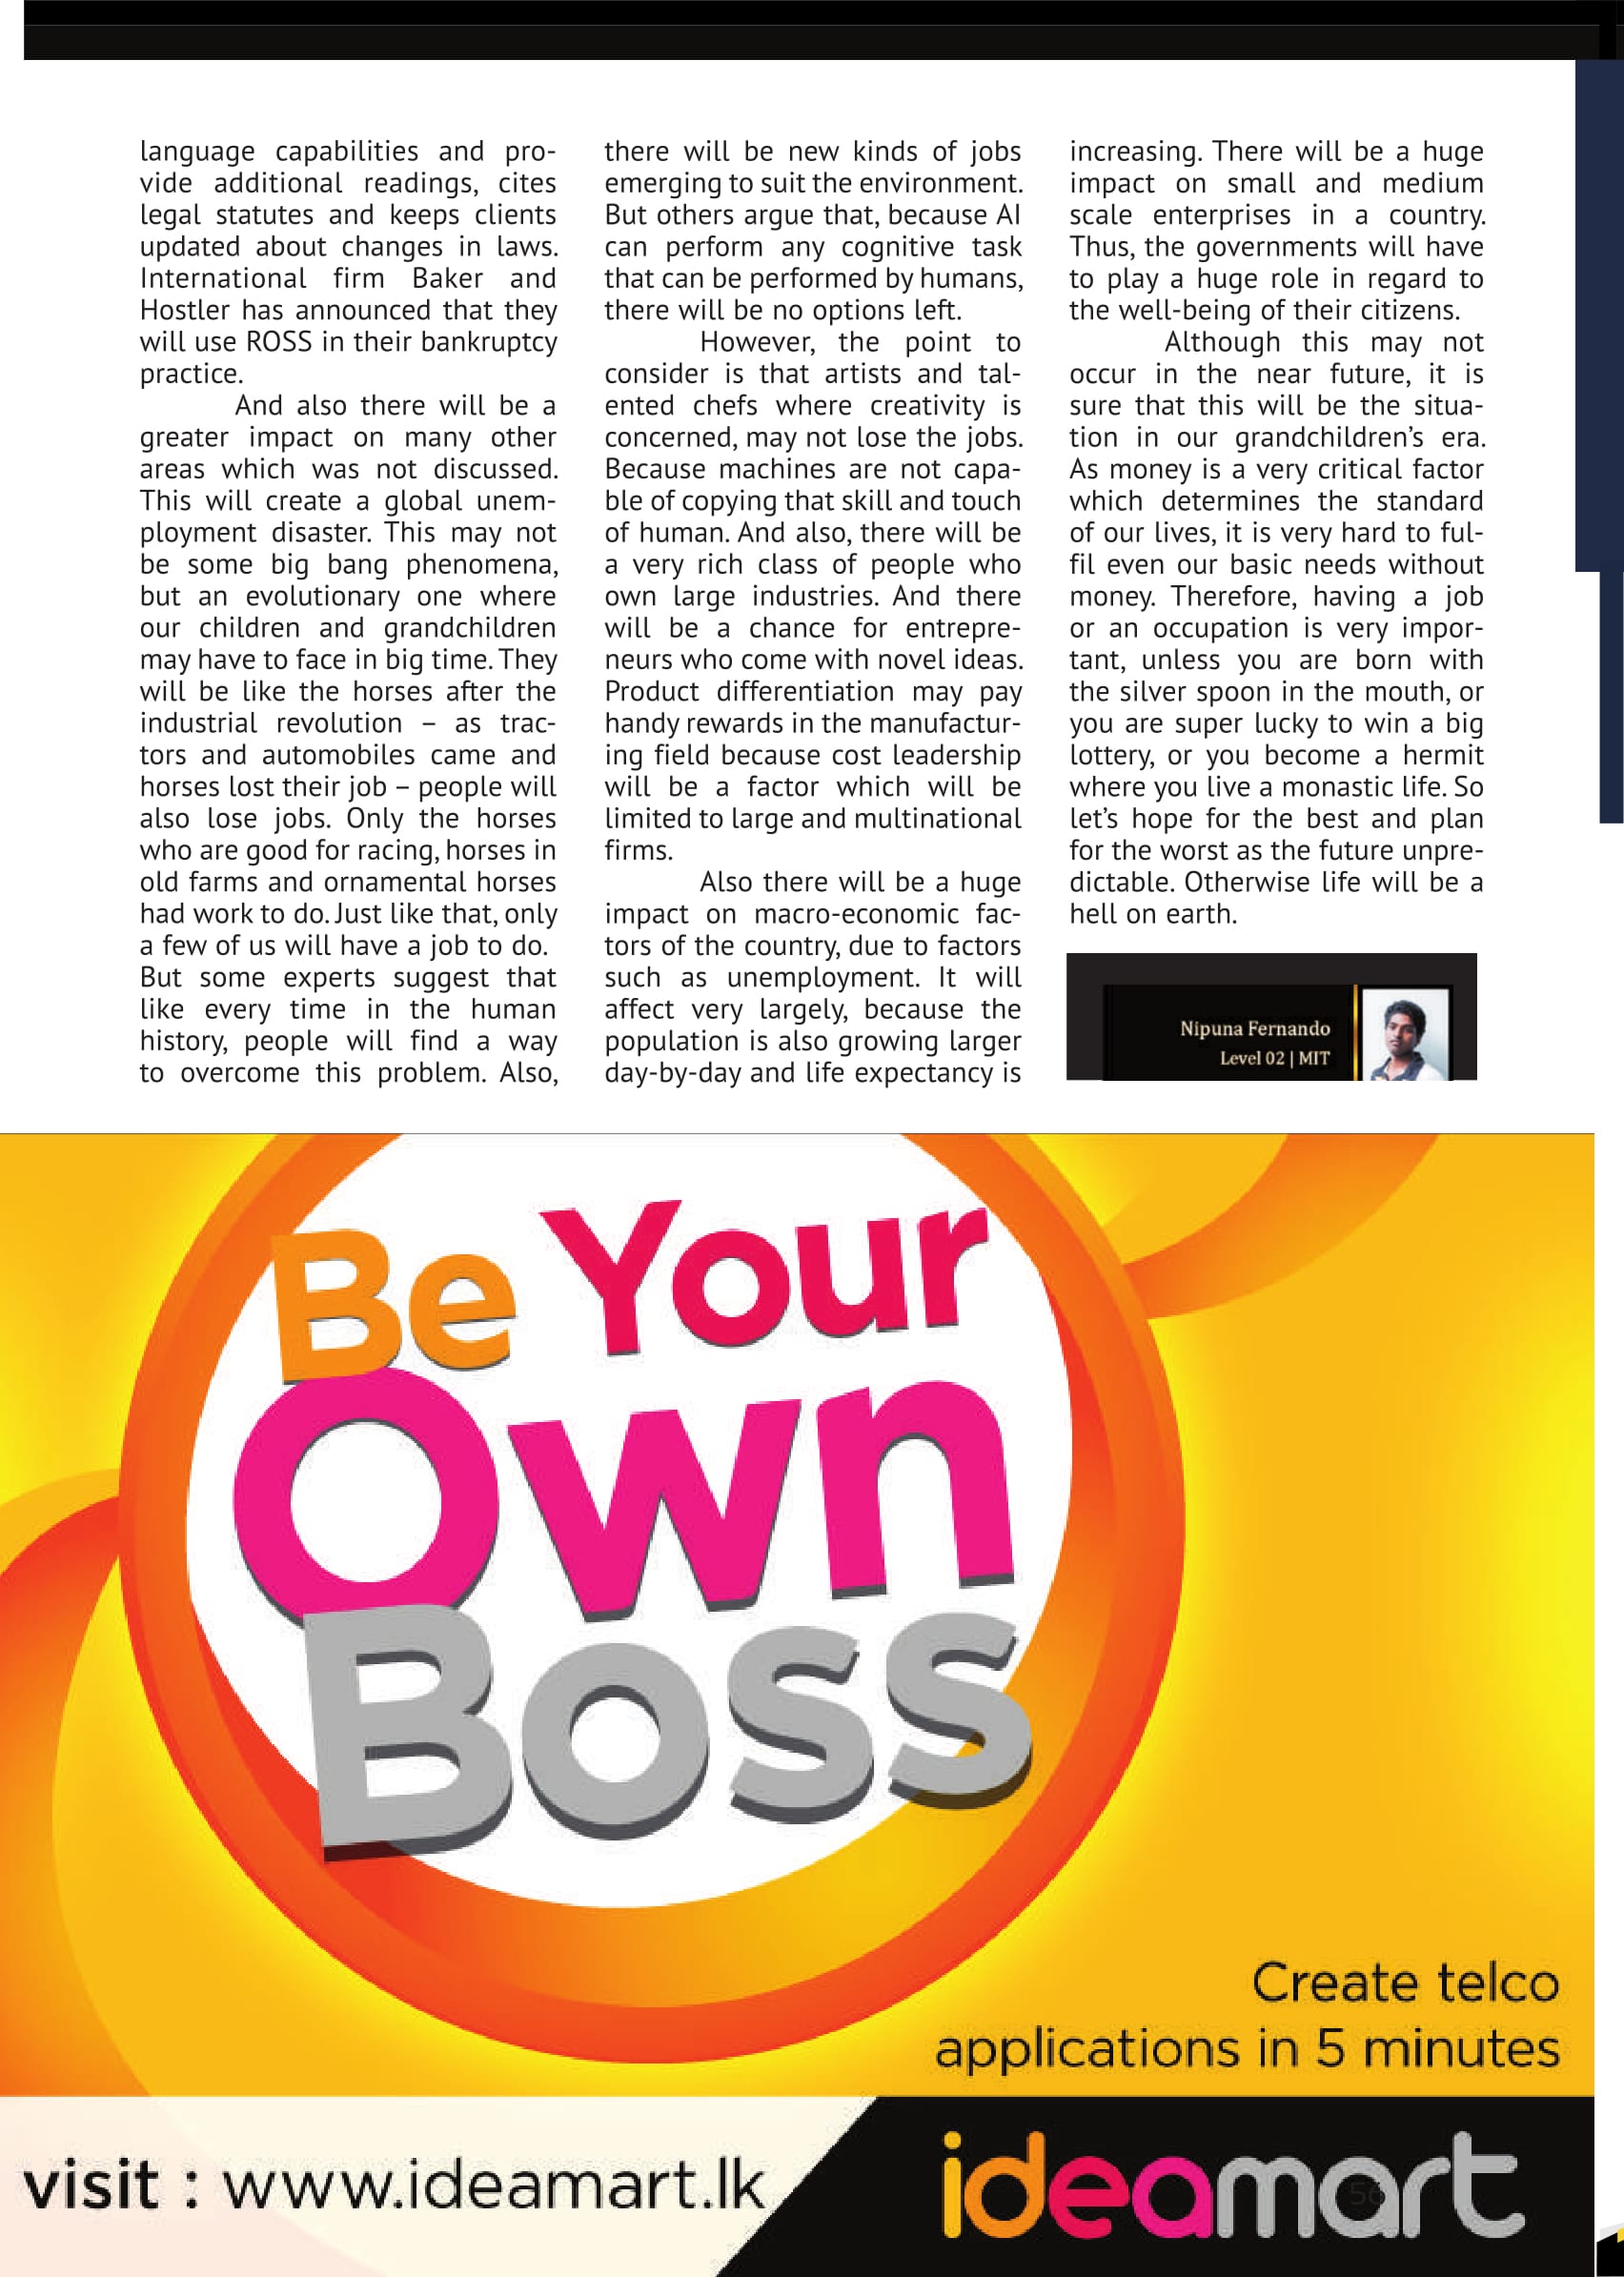 language capabilities and pro-
vide additional readings, cites
legal statutes and keeps clients
updated about changes in laws.
International firm Baker and
Hostler has announced that they
will use ROSS in their bankruptcy
practice.
And also there will be a
greater impact on many other
areas which was not discussed.
This will create a global unem-
ployment disaster. This may not
be some big bang phenomena,
but an evolutionary one where
our children and grandchildren
may have to face in big time. They
will be like the horses after the
industrial revolution – as trac-
tors and automobiles came and
horses lost their job – people will
also lose jobs. Only the horses
who are good for racing, horses in
old farms and ornamental horses
had work to do. Just like that, only
a few of us will have a job to do.
But some experts suggest that
like every time in the human
history, people will find a way
to overcome this problem. Also,
there will be new kinds of jobs
emerging to suit the environment.
But others argue that, because AI
can perform any cognitive task
that can be performed by humans,
there will be no options left.
However, the point to
consider is that artists and tal-
ented chefs where creativity is
concerned, may not lose the jobs.
Because machines are not capa-
ble of copying that skill and touch
of human. And also, there will be
a very rich class of people who
own large industries. And there
will be a chance for entrepre-
neurs who come with novel ideas.
Product differentiation may pay
handy rewards in the manufactur-
ing field because cost leadership
will be a factor which will be
limited to large and multinational
firms.
Also there will be a huge
impact on macro-economic fac-
tors of the country, due to factors
such as unemployment. It will
affect very largely, because the
population is also growing larger
day-by-day and life expectancy is
increasing. There will be a huge
impact on small and medium
scale enterprises in a country.
Thus, the governments will have
to play a huge role in regard to
the well-being of their citizens.
Although this may not
occur in the near future, it is
sure that this will be the situa-
tion in our grandchildren’s era.
As money is a very critical factor
which determines the standard
of our lives, it is very hard to ful-
fil even our basic needs without
money. Therefore, having a job
or an occupation is very impor-
tant, unless you are born with
the silver spoon in the mouth, or
you are super lucky to win a big
lottery, or you become a hermit
where you live a monastic life. So
let’s hope for the best and plan
for the worst as the future unpre-
dictable. Otherwise life will be a
hell on earth.
Nipuna Fernando
Level 02 | MIT
Be Your
Own
Boss
Create telco
applications in 5 minutes
visit : www.ideamart.lk
ideamart